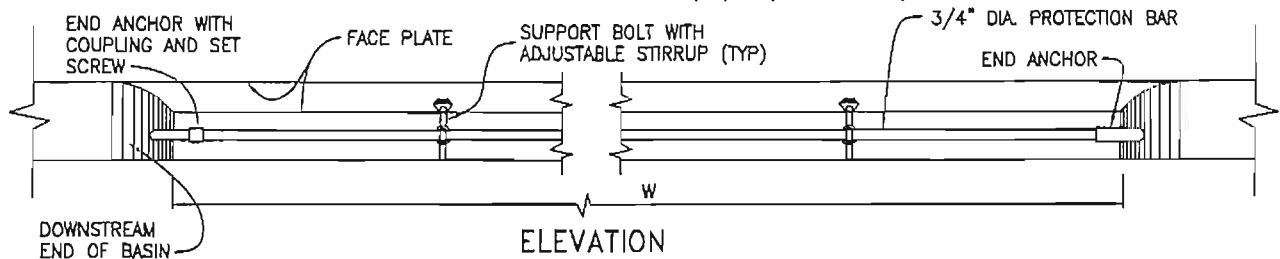 END ANCHOR WITH
COUPLING AND SET
SCREW
FACE PLATE
SUPPORT BOLT WITH
ADJUSTABLE STIRRUP (TYP)
3/4" DIA. PROTECTION BAR
END ANCHOR
W
DOWNSTREAM
END OF BASIN
ELEVATION